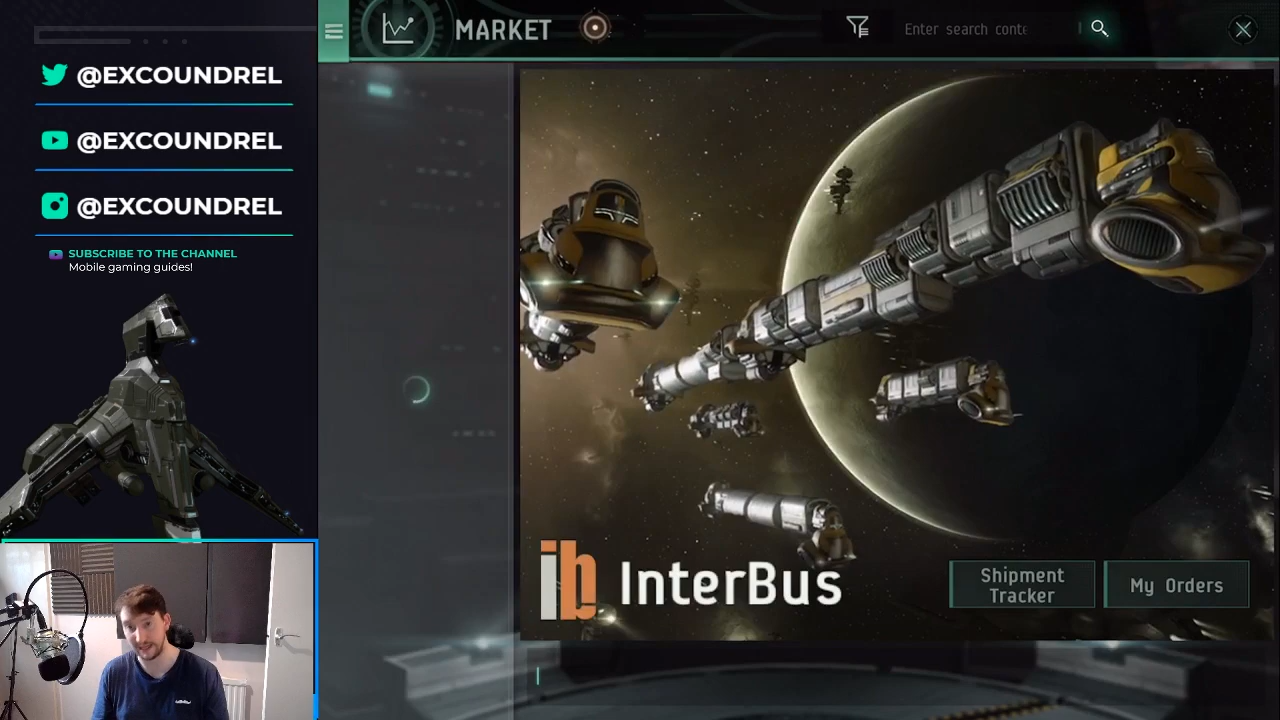 @EXCOUNDREL
@EXCOUNDREL
@EXCOUNDREL
SUBSCRIBE TO THE CHANNEL
Mobile gaming guides!
MARKET
Enter search conte
ib InterBus
Shipment
Tracker
My Orders